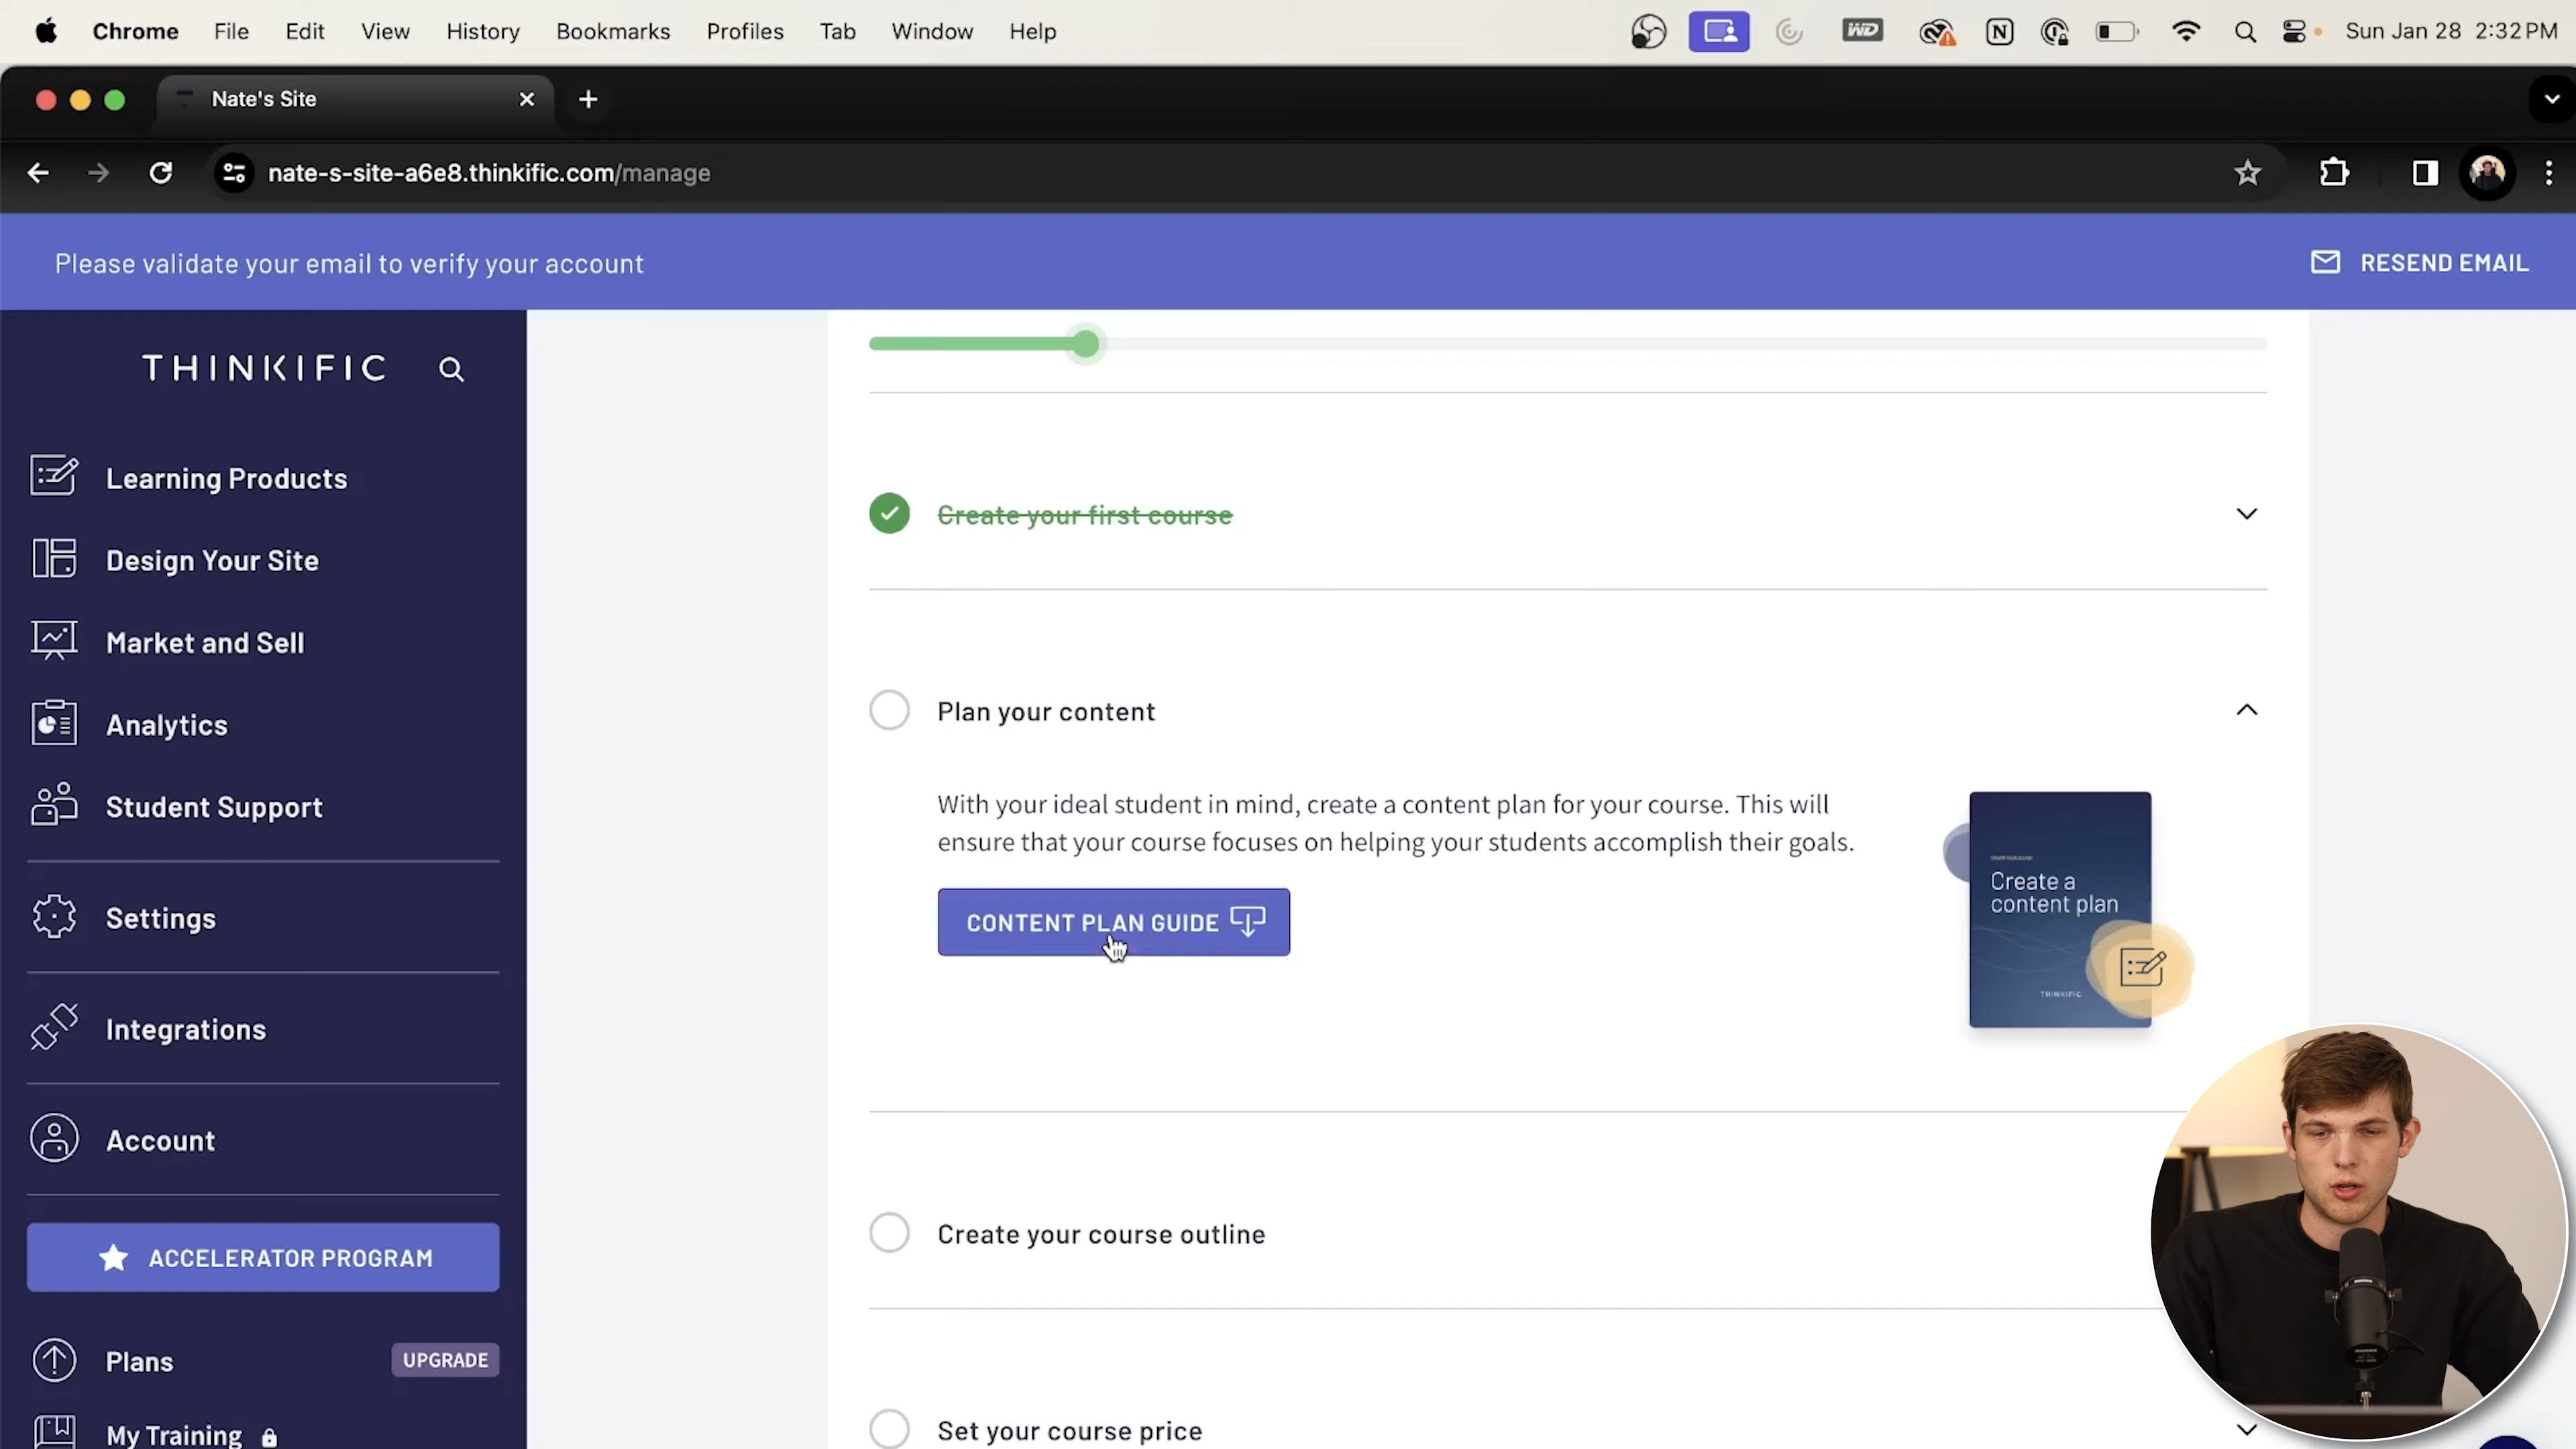 Chrome File Edit View History Bookmarks Profiles Tab Window Help Sun Jan 28 2:32 PM
Nate's Site
nate-s-site-a6e8.thinkific.com/manage
Please validate your email to verify your account
RESEND EMAIL
THINKIFIC
Learning Products
Design Your Site
Market and Sell
Analytics
Student Support
Settings
Integrations
Account
ACCELERATOR PROGRAM
Plans
UPGRADE
My Training
Create your first course
Plan your content
With your ideal student in mind, create a content plan for your course. This will
ensure that your course focuses on helping your students accomplish their goals.
CONTENT PLAN GUIDE
Create a
content plan
THINKIFIC
Create your course outline
Set your course price